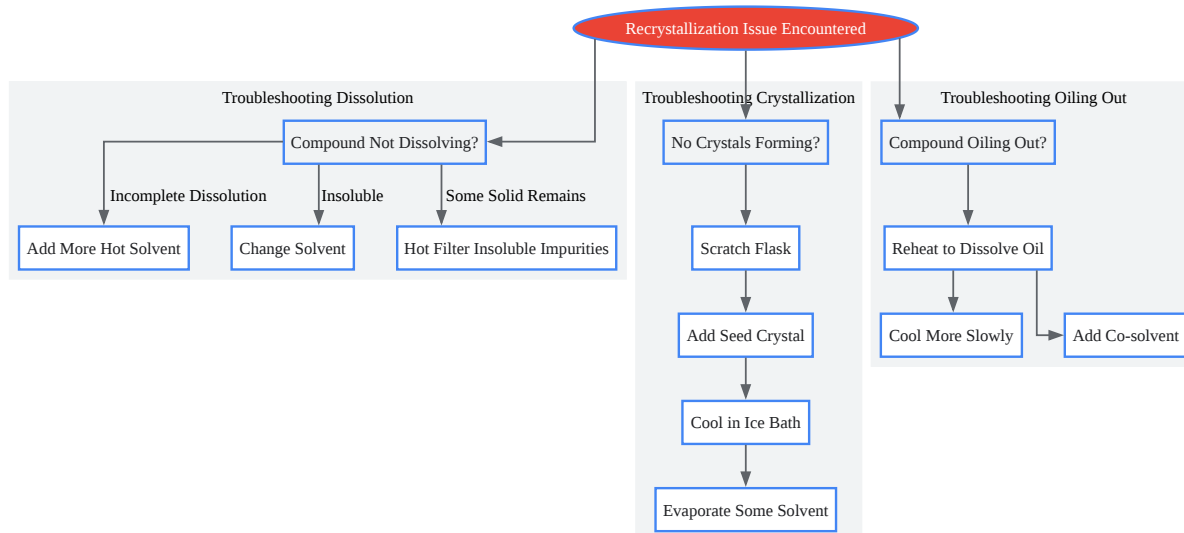 Recrystallization Issue Encountered
Troubleshooting Dissolution
Troubleshooting Crystallization
Troubleshooting Oiling Out
Compound Not Dissolving?
No Crystals Forming?
Compound Oiling Out?
Incomplete Dissolution
Insoluble
Some Solid Remains
Add More Hot Solvent
Change Solvent
Hot Filter Insoluble Impurities
Scratch Flask
Reheat to Dissolve Oil
Add Seed Crystal
Cool More Slowly
Add Co-solvent
Cool in Ice Bath
Evaporate Some Solvent